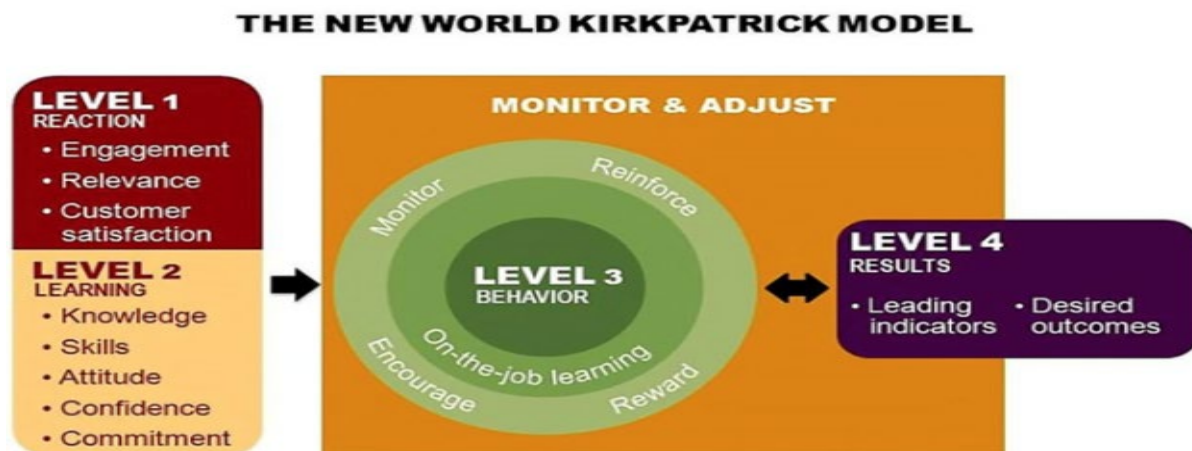 THE NEW WORLD KIRKPATRICK MODEL
LEVEL 1
REACTION
• Engagement
• Relevance
• Customer
satisfaction
LEVEL 2
LEARNING
• Knowledge
• Skills
• Attitude
• Confidence
• Commitment
MONITOR & ADJUST
Monitor
Reinforce
LEVEL 3
BEHAVIOR
On-the-job learning
Encourage
Reward
LEVEL 4
RESULTS
• Leading
indicators
• Desired
outcomes